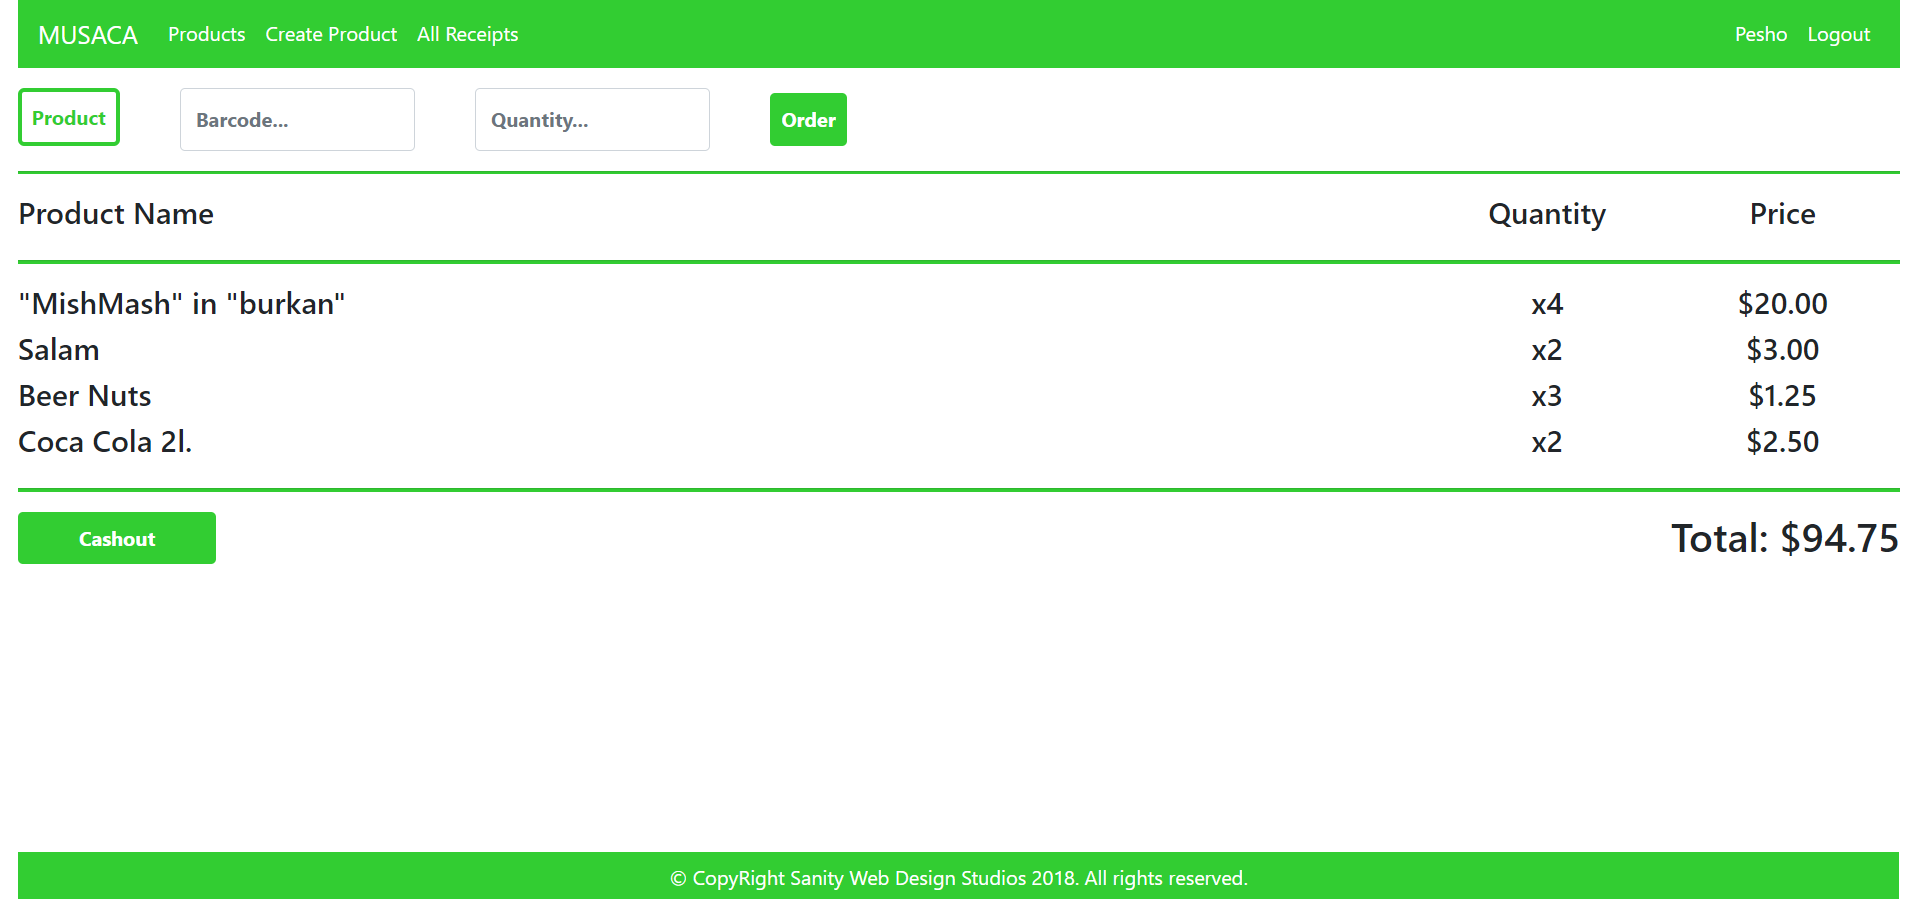 MUSACA Products Create Product All Receipts Pesho Logout
Product Barcode... Quantity... Order
Product Name Quantity Price
"MishMash" in "burkan" x4 $20.00
Salam x2 $3.00
Beer Nuts x3 $1.25
Coca Cola 2l. x2 $2.50
Cashout Total: $94.75
© CopyRight Sanity Web Design Studios 2018. All rights reserved.